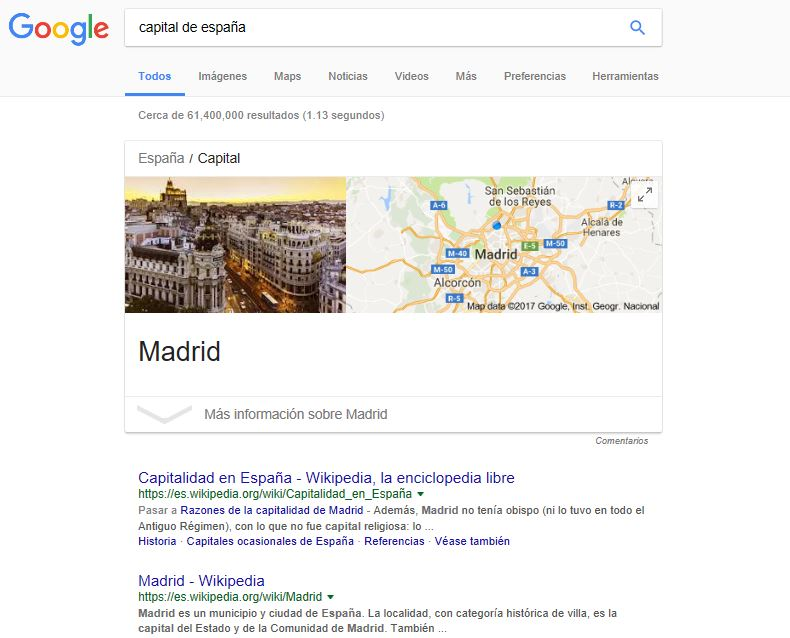 Google
capital de españa
Todos Imágenes Maps Noticias Videos Más Preferencias Herramientas
Cerca de 61,400,000 resultados (1.13 segundos)
España / Capital
San Sebastián
de los Reyes
A-6
R-2
Alcalá de
Henares
E-5
M-50
M-40
Madrid
M-50
A-3
Alcorcón
R-5
Map data ©2017 Google, Inst. Geogr. Nacional
Madrid
Más información sobre Madrid
Comentarios
Capitalidad en España - Wikipedia, la enciclopedia libre
https://es.wikipedia.org/wiki/Capitalidad_en_España
Pasar a Razones de la capitalidad de Madrid - Además, Madrid no tenía obispo (ni lo tuvo en todo el
Antiguo Régimen), con lo que no fue capital religiosa: lo ...
Historia · Capitales ocasionales de España · Referencias · Véase también
Madrid - Wikipedia
https://es.wikipedia.org/wiki/Madrid
Madrid es un municipio y ciudad de España. La localidad, con categoría histórica de villa, es la
capital del Estado y de la Comunidad de Madrid. También ...